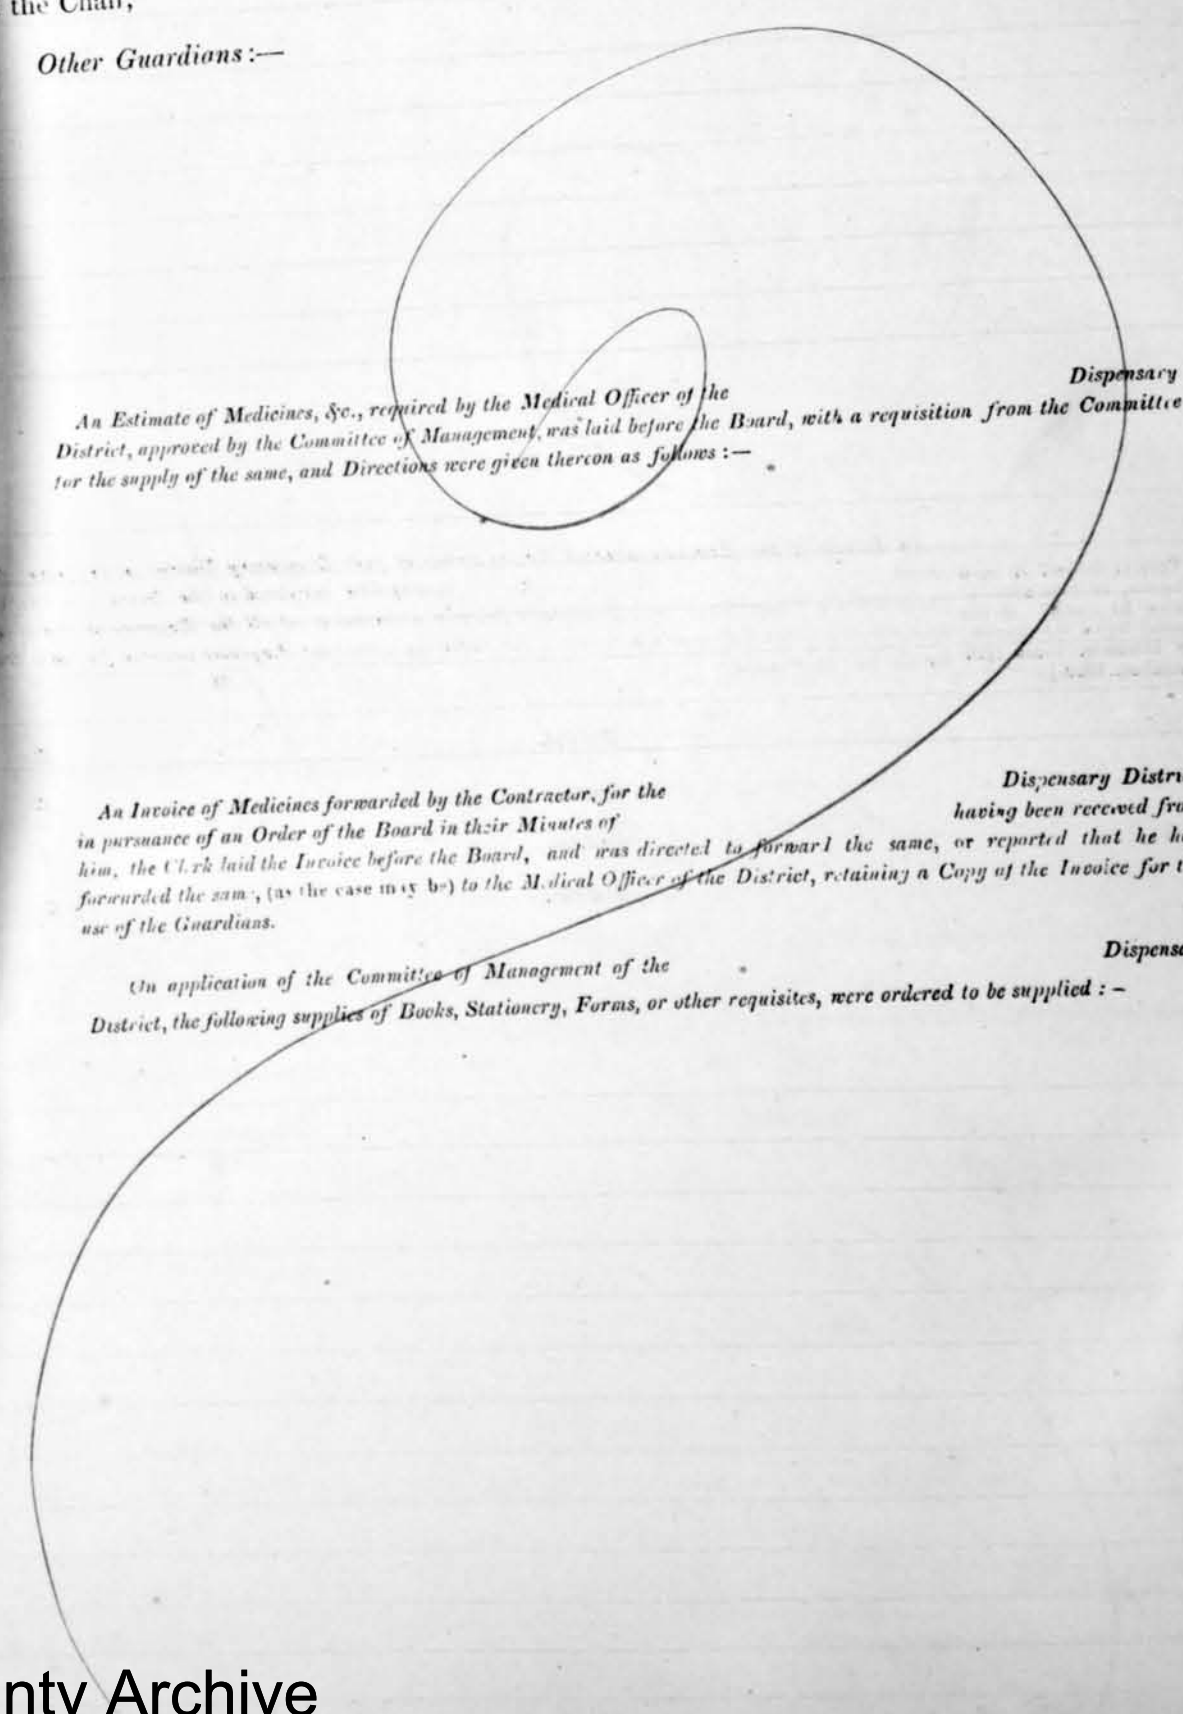 the Chair,
Other Guardians :—
An Estimate of Medicines, &c., required by the Medical Officer of the Dispensary
District, approved by the Committee of Management, was laid before the Board, with a requisition from the Committee
for the supply of the same, and Directions were given thereon as follows :—
An Invoice of Medicines forwarded by the Contractor, for the Dispensary Distri
in pursuance of an Order of the Board in their Minutes of having been received fro
him, the Clerk laid the Invoice before the Board, and was directed to forward the same, or reported that he h
forwarded the same, (as the case may be) to the Medical Officer of the District, retaining a Copy of the Invoice for t
use of the Guardians.
On application of the Committee of Management of the Dispensa
District, the following supplies of Books, Stationery, Forms, or other requisites, were ordered to be supplied : –
nty Archive